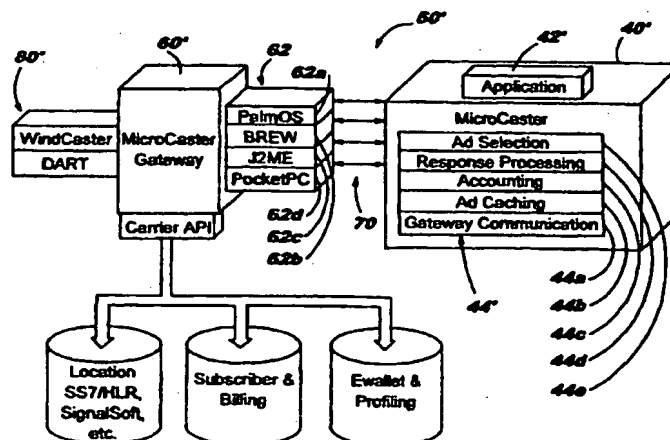 50"
80"
60"
62
62a
42"
40"
Application
WindCaster
DART
MicroCaster
Gateway
PalmOS
BREW
J2ME
PocketPC
MicroCaster
Ad Selection
Response Processing
Accounting
Ad Caching
Gateway Communication
Carrier API
62d
62c
62b
70
44"
44a
44b
44c
44d
44e
Location
SS7/HLR,
SignalSoft,
etc.
Subscriber &
Billing
Ewallet &
Profiling